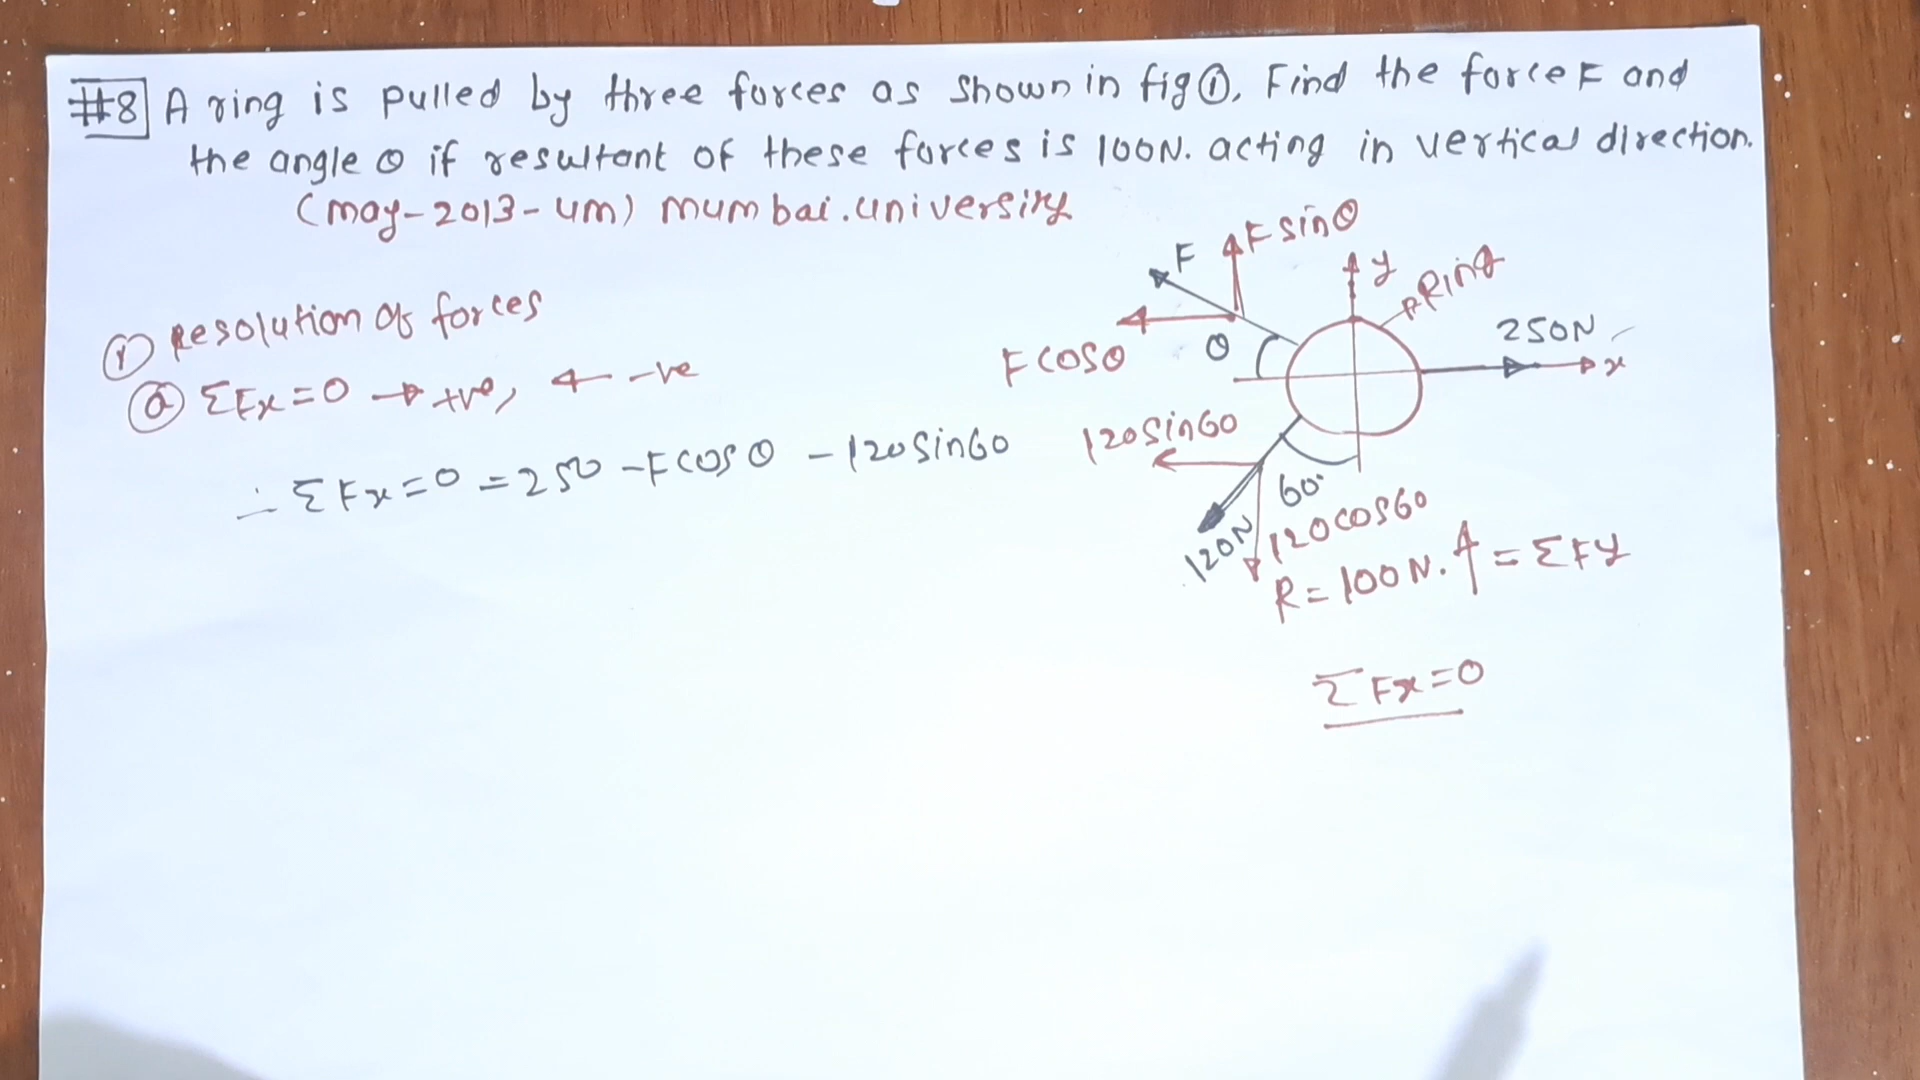 #8 A ring is pulled by three forces as shown in fig①, Find the force F and
the angle θ if resultant of these forces is 100N. acting in vertical direction.
(may-2013-4m) mumbai.university
① Resolution of forces
ⓐ ΣFx=0 → +ve, ← -ve
∴ ΣFx=0 = 250 -Fcosθ - 120sin60
F
Fsinθ
y
Ring
250N
x
Fcosθ
θ
120sin60
60°
120N
120cos60
R= 100N.↑ = ΣFY
ΣFx=0